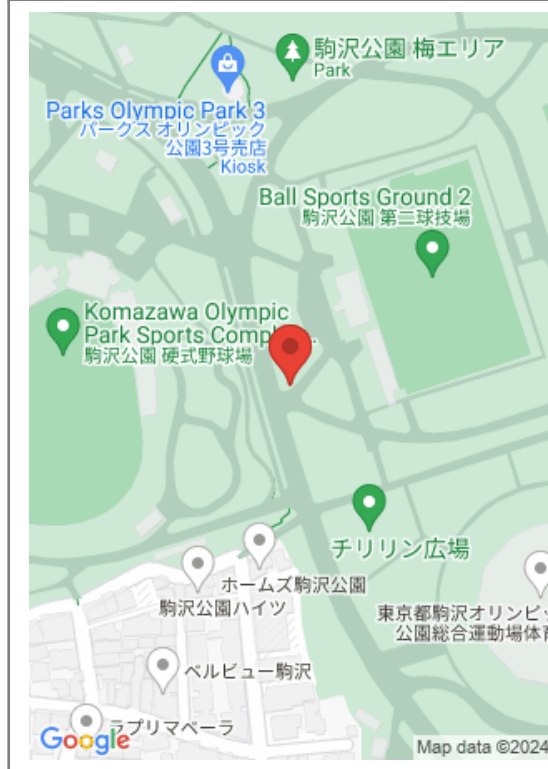 駒沢公園 梅エリア
Park
Parks Olympic Park 3
パークス オリンピック
公園3号売店
Kiosk
Ball Sports Ground 2
駒沢公園 第二球技場
Komazawa Olympic
Park Sports Comp
駒沢公園 硬式野球場
チリリン広場
ホームズ駒沢公園
駒沢公園ハイツ
東京都駒沢オリンピッ
公園総合運動場体育
ベルビュー駒沢
ラプリマベーラ
Google
Map data ©2024